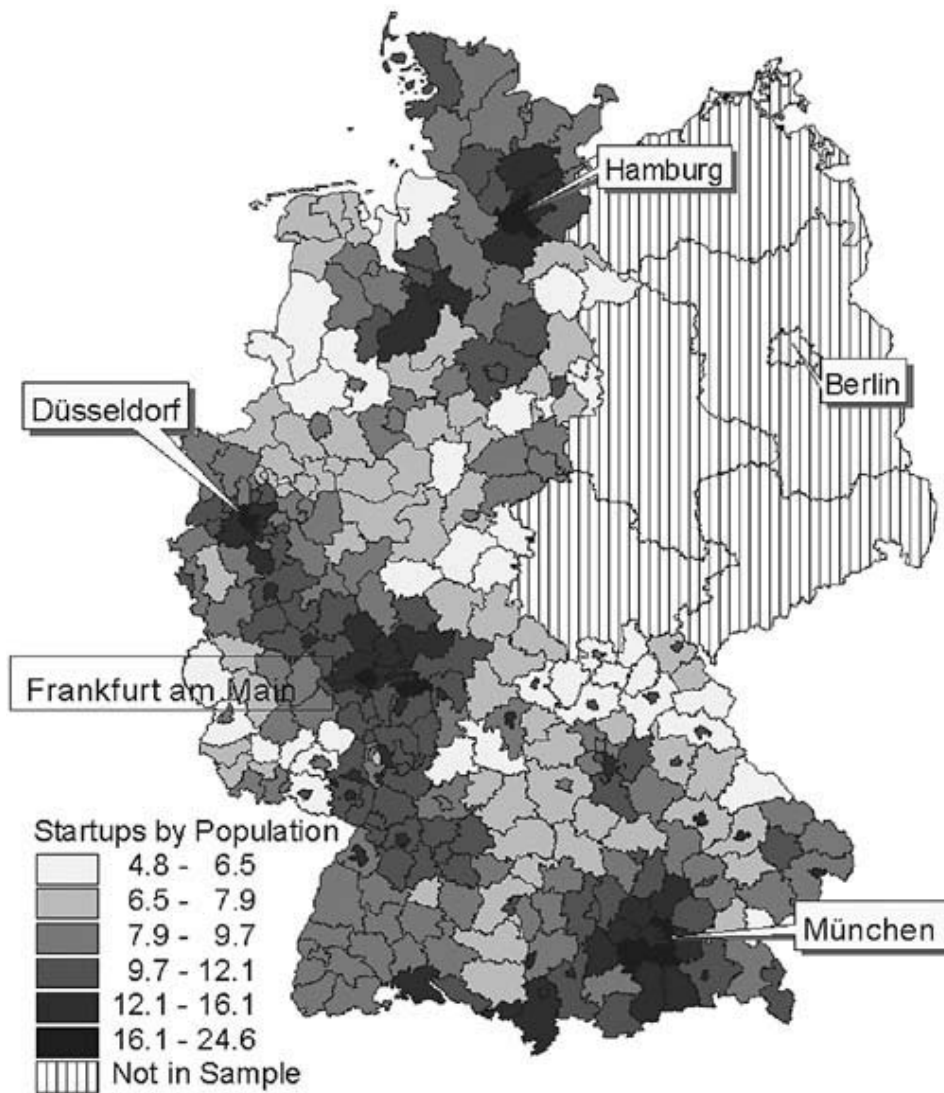 Hamburg
Berlin
Düsseldorf
Frankfurt am Main
München
Startups by Population
4.8 - 6.5
6.5 - 7.9
7.9 - 9.7
9.7 - 12.1
12.1 - 16.1
16.1 - 24.6
Not in Sample